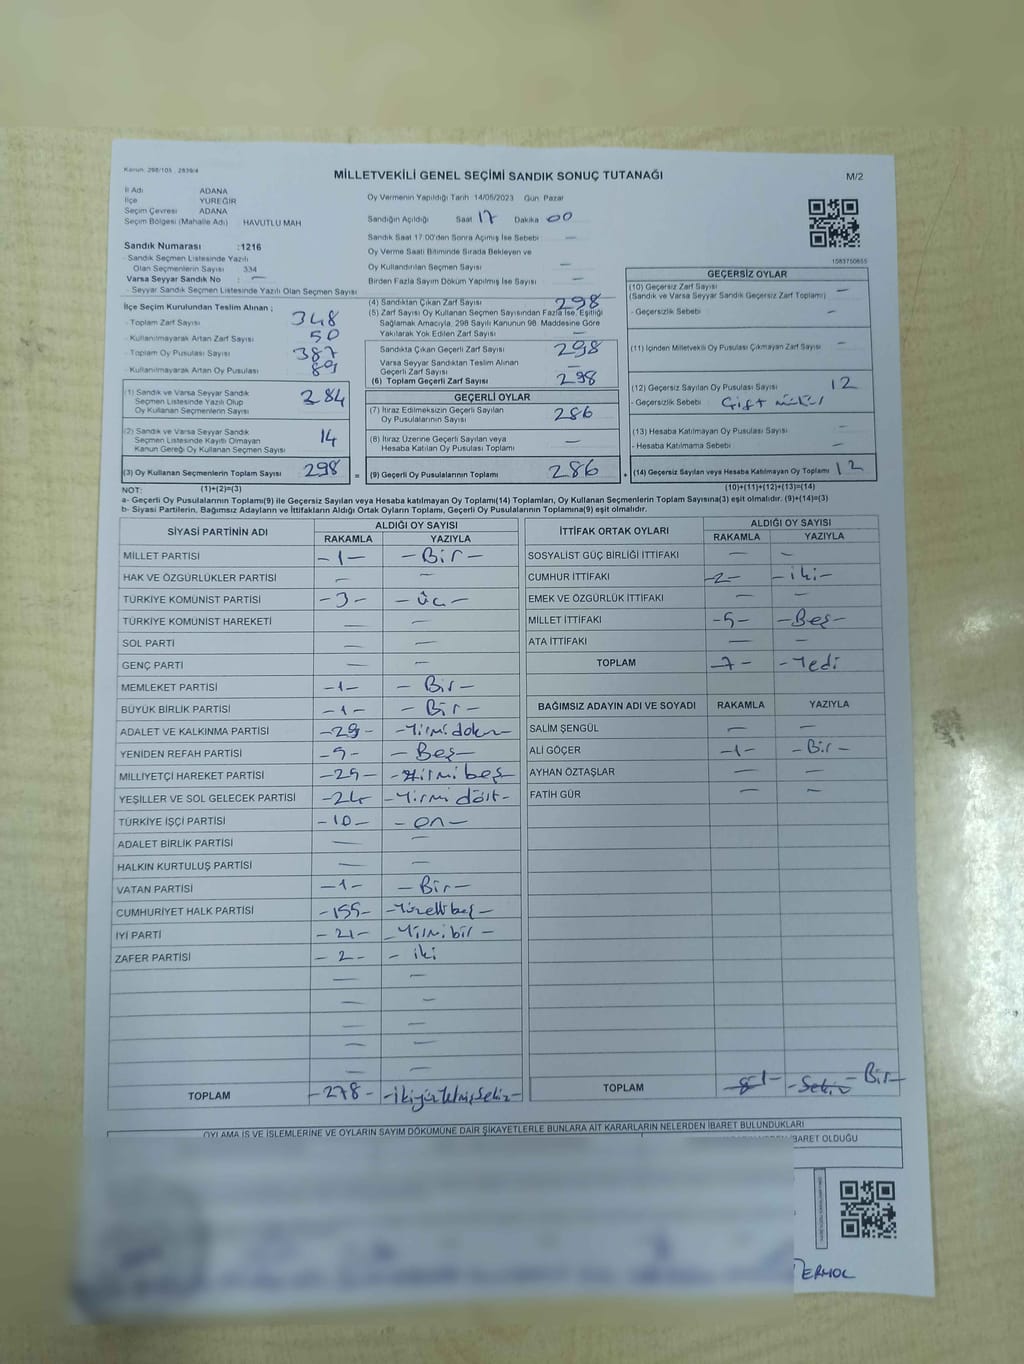 Kanun: 298/105 2839/4
MİLLETVEKİLİ GENEL SEÇİMİ SANDIK SONUÇ TUTANAĞI
M/2
İl Adı ADANA
İlçe YÜREĞİR
Seçim Çevresi ADANA
Seçim Bölgesi (Mahalle Adı) HAVUTLU MAH
Oy Vermenin Yapıldığı Tarih 14/05/2023 Gün Pazar
Sandığın Açıldığı Saat 17 Dakika 00
Sandık Saat 17:00'den Sonra Açılmış İse Sebebi —
Oy Verme Saati Bitiminde Sırada Bekleyen ve
Oy Kullandırılan Seçmen Sayısı —
Birden Fazla Sayım Döküm Yapılmış İse Sayısı —
1583750655
Sandık Numarası :1216
- Sandık Seçmen Listesinde Yazılı
Olan Seçmenlerin Sayısı 334
Varsa Seyyar Sandık No : —
- Seyyar Sandık Seçmen Listesinde Yazılı Olan Seçmen Sayısı
İlçe Seçim Kurulundan Teslim Alınan ;
- Toplam Zarf Sayısı 348
- Kullanılmayarak Artan Zarf Sayısı 50
- Toplam Oy Pusulası Sayısı 387
- Kullanılmayarak Artan Oy Pusulası 89
(1) Sandık ve Varsa Seyyar Sandık
Seçmen Listesinde Yazılı Olup
Oy Kullanan Seçmenlerin Sayısı 284
(2) Sandık ve Varsa Seyyar Sandık
Seçmen Listesinde Kayıtlı Olmayan
Kanun Gereği Oy Kullanan Seçmen Sayısı 14
(3) Oy Kullanan Seçmenlerin Toplam Sayısı 298
(1)+(2)=(3)
(4) Sandıktan Çıkan Zarf Sayısı 298
(5) Zarf Sayısı Oy Kullanan Seçmen Sayısından Fazla İse, Eşitliği
Sağlamak Amacıyla, 298 Sayılı Kanunun 98. Maddesine Göre
Yakılarak Yok Edilen Zarf Sayısı —
Sandıkta Çıkan Geçerli Zarf Sayısı 298
Varsa Seyyar Sandıktan Teslim Alınan
Geçerli Zarf Sayısı —
(6) Toplam Geçerli Zarf Sayısı 298
GEÇERLİ OYLAR
(7) İtiraz Edilmeksizin Geçerli Sayılan
Oy Pusulalarının Sayısı 286
(8) İtiraz Üzerine Geçerli Sayılan veya
Hesaba Katılan Oy Pusulaları Toplamı —
= (9) Geçerli Oy Pusulalarının Toplamı 286
GEÇERSİZ OYLAR
(10) Geçersiz Zarf Sayısı —
(Sandık ve Varsa Seyyar Sandık Geçersiz Zarf Toplamı)
- Geçersizlik Sebebi —
(11) İçinden Milletvekili Oy Pusulası Çıkmayan Zarf Sayısı —
(12) Geçersiz Sayılan Oy Pusulası Sayısı 12
- Geçersizlik Sebebi Çift mühür
(13) Hesaba Katılmayan Oy Pusulası Sayısı —
- Hesaba Katılmama Sebebi —
+ (14) Geçersiz Sayılan veya Hesaba Katılmayan Oy Toplamı 12
(10)+(11)+(12)+(13)=(14)
NOT:
a- Geçerli Oy Pusulalarının Toplamı(9) ile Geçersiz Sayılan veya Hesaba katılmayan Oy Toplamı(14) Toplamları, Oy Kullanan Seçmenlerin Toplam Sayısına(3) eşit olmalıdır. (9)+(14)=(3)
b- Siyasi Partilerin, Bağımsız Adayların ve İttifakların Aldığı Ortak Oyların Toplamı, Geçerli Oy Pusulalarının Toplamına(9) eşit olmalıdır.
SİYASİ PARTİNİN ADI ALDIĞI OY SAYISI
RAKAMLA YAZIYLA
MİLLET PARTİSİ -1- -Bir-
HAK VE ÖZGÜRLÜKLER PARTİSİ — —
TÜRKİYE KOMÜNİST PARTİSİ -3- -üç-
TÜRKİYE KOMÜNİST HAREKETİ — —
SOL PARTİ — —
GENÇ PARTİ — —
MEMLEKET PARTİSİ -1- -Bir-
BÜYÜK BİRLİK PARTİSİ -1- -Bir-
ADALET VE KALKINMA PARTİSİ -29- -Yirmidokuz-
YENİDEN REFAH PARTİSİ -5- -Beş-
MİLLİYETÇİ HAREKET PARTİSİ -25- -Yirmibeş-
YEŞİLLER VE SOL GELECEK PARTİSİ -24- -Yirmi dört-
TÜRKİYE İŞÇİ PARTİSİ -10- -on-
ADALET BİRLİK PARTİSİ — —
HALKIN KURTULUŞ PARTİSİ — —
VATAN PARTİSİ -1- -Bir-
CUMHURİYET HALK PARTİSİ -155- -Yüzellibeş-
İYİ PARTİ -21- -Yirmibir-
ZAFER PARTİSİ -2- -iki
— —
— —
— —
— —
— —
TOPLAM -278- -ikiyüzYetmişSekiz-
İTTİFAK ORTAK OYLARI ALDIĞI OY SAYISI
RAKAMLA YAZIYLA
SOSYALİST GÜÇ BİRLİĞİ İTTİFAKI — —
CUMHUR İTTİFAKI -2- -iki-
EMEK VE ÖZGÜRLÜK İTTİFAKI — —
MİLLET İTTİFAKI -5- -Beş-
ATA İTTİFAKI — —
TOPLAM -7- -Yedi
BAĞIMSIZ ADAYIN ADI VE SOYADI RAKAMLA YAZIYLA
SALİM ŞENGÜL — —
ALİ GÖÇER -1- -Bir-
AYHAN ÖZTAŞLAR — —
FATİH GÜR — —
TOPLAM -8 1- -Sekiz- Bir-
OYLAMA İŞ VE İŞLEMLERİNE VE OYLARIN SAYIM DÖKÜMÜNE DAİR ŞİKAYETLERLE BUNLARA AİT KARARLARIN NELERDEN İBARET BULUNDUKLARI
BARET OLDUĞU